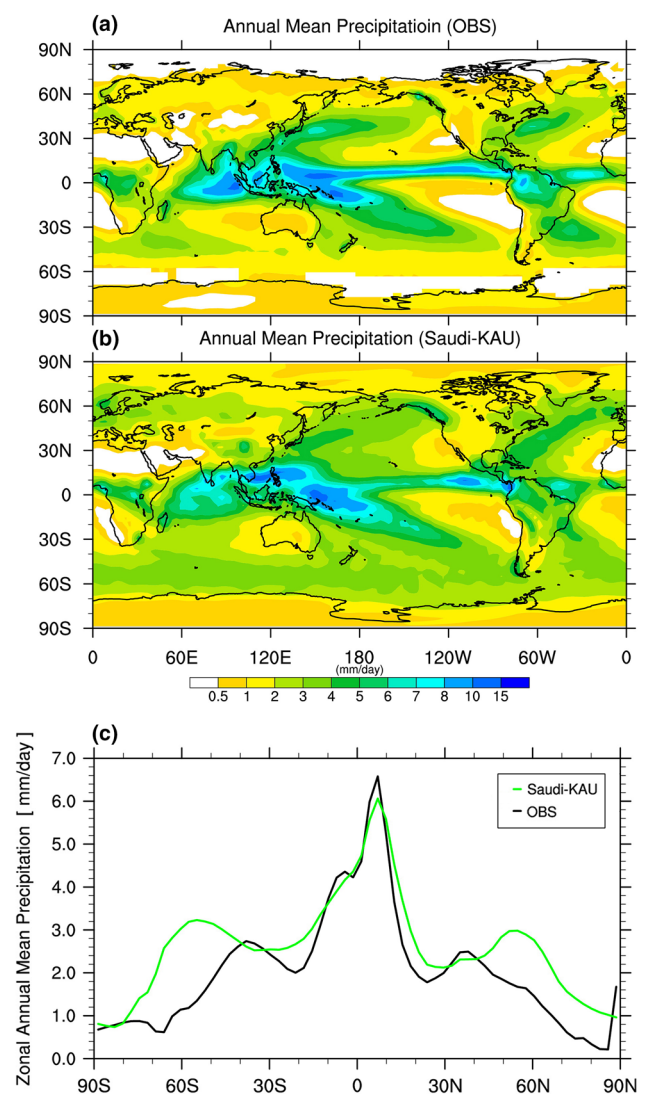 (a) Annual Mean Precipitatioin (OBS)
90N
60N
30N
0
30S
60S
90S
(b) Annual Mean Precipitation (Saudi-KAU)
90N
60N
30N
0
30S
60S
90S
0 60E 120E 180 120W 60W 0
(mm/day)
0.5 1 2 3 4 5 6 7 8 10 15
(c)
Zonal Annual Mean Precipitation [ mm/day ]
7.0
6.0
5.0
4.0
3.0
2.0
1.0
0.0
Saudi-KAU
OBS
90S 60S 30S 0 30N 60N 90N